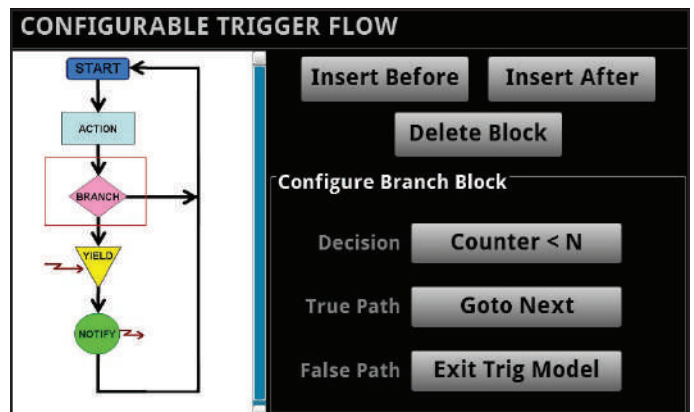 CONFIGURABLE TRIGGER FLOW
START
ACTION
BRANCH
YIELD
NOTIFY
Insert Before
Insert After
Delete Block
Configure Branch Block
Decision Counter < N
True Path Goto Next
False Path Exit Trig Model